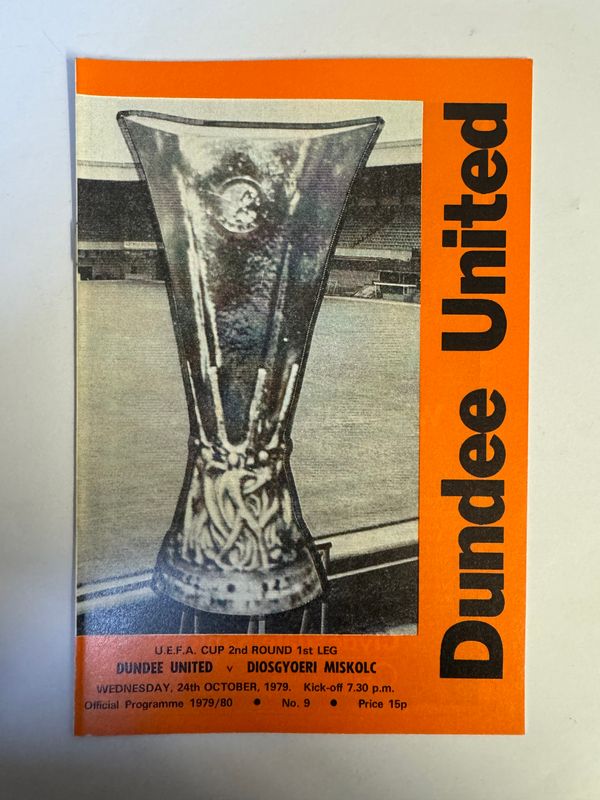 Dundee United
U.E.F.A. CUP 2nd ROUND 1st LEG
DUNDEE UNITED v DIOSGYOERI MISKOLC
WEDNESDAY, 24th OCTOBER, 1979. Kick-off 7.30 p.m.
Official Programme 1979/80 ● No. 9 ● Price 15p